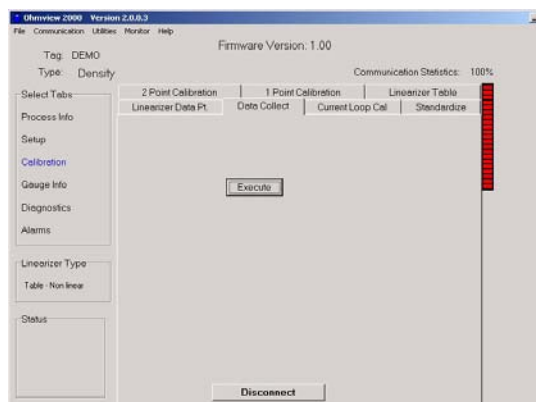 Ohmview 2000 Version 2.0.0.3
File Communication Utilities Monitor Help
Firmware Version: 1.00
Tag: DEMO
Type: Density
Communication Statistics: 100%
Select Tabs
Process Info
Setup
Calibration
Gauge Info
Diagnostics
Alarms
2 Point Calibration 1 Point Calibration Linearizer Table
Linearizer Data Pt. Data Collect Current Loop Cal Standardize
Execute
Linearizer Type
Table - Non linear
Status
Disconnect